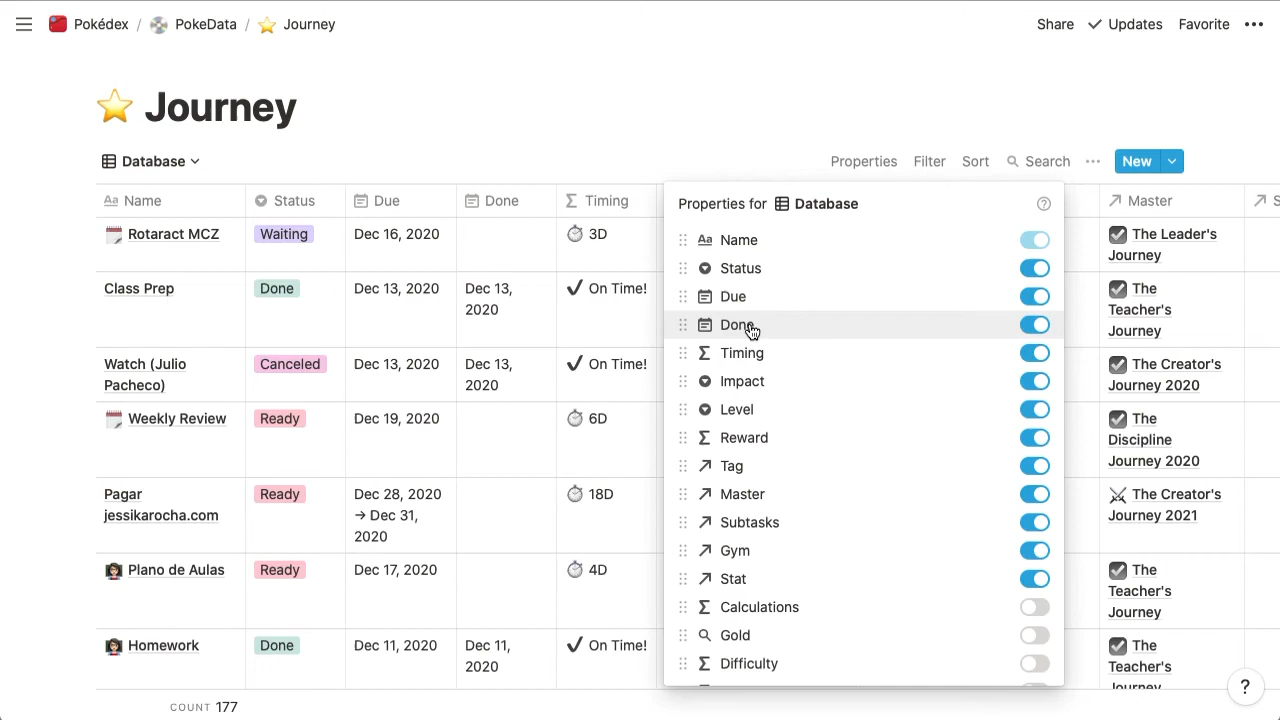 Pokédex / PokeData / Journey
Share Updates Favorite •••
Journey
Database
Properties Filter Sort Search ••• New
Aa Name Status Due Done Σ Timing Master
Rotaract MCZ Waiting Dec 16, 2020 3D The Leader's
Journey
Class Prep Done Dec 13, 2020 Dec 13, On Time! The
2020 Teacher's
Journey
Watch (Julio Canceled Dec 13, 2020 Dec 13, On Time! The Creator's
Pacheco) 2020 Journey 2020
Weekly Review Ready Dec 19, 2020 6D The
Discipline
Journey 2020
Pagar Ready Dec 28, 2020 18D The Creator's
jessikarocha.com → Dec 31, Journey 2021
2020
Plano de Aulas Ready Dec 17, 2020 4D The
Teacher's
Journey
Homework Done Dec 11, 2020 Dec 11, On Time! The
2020 Teacher's
Journey
COUNT 177
Properties for Database ?
Aa Name
Status
Due
Done
Σ Timing
Impact
Level
Σ Reward
Tag
Master
Subtasks
Gym
Stat
Σ Calculations
Gold
Σ Difficulty
?